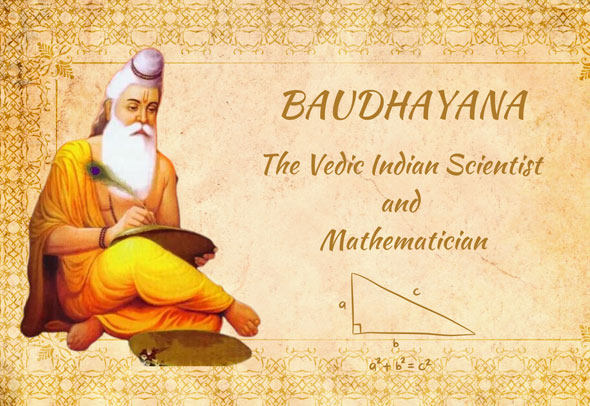 BAUDHAYANA
The Vedic Indian Scientist
and
Mathematician
a
c
b
a² + b² = c²